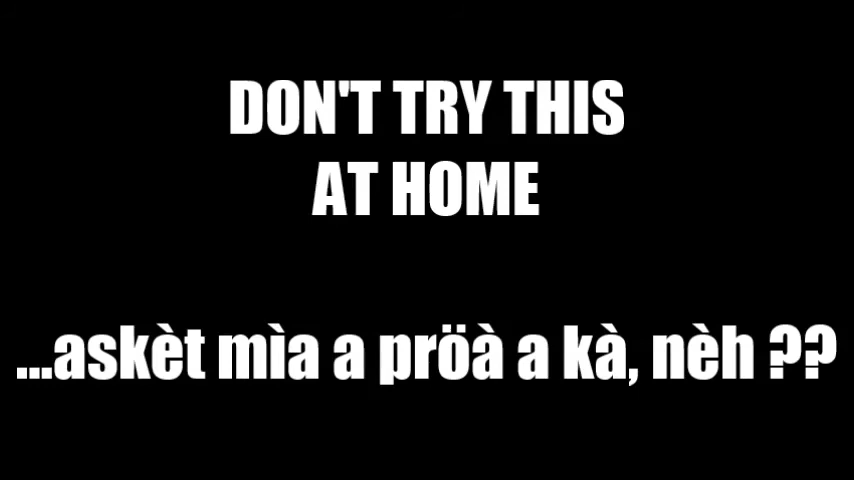 DON'T TRY THIS
AT HOME
...askèt mìa a pröà a kà, nèh ??